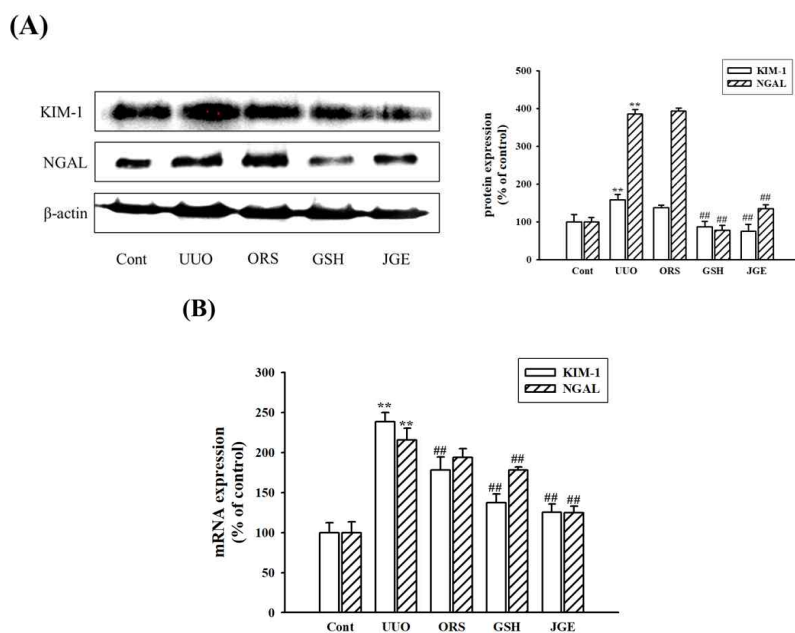 (A)
KIM-1
NGAL
β-actin
Cont UUO ORS GSH JGE
KIM-1
NGAL
protein expression
(% of control)
500
400
300
200
100
0
** **
## ## ## ##
Cont UUO ORS GSH JGE
(B)
KIM-1
NGAL
mRNA expression
(% of control)
300
250
200
150
100
50
0
** **
## ## ## ## ##
Cont UUO ORS GSH JGE